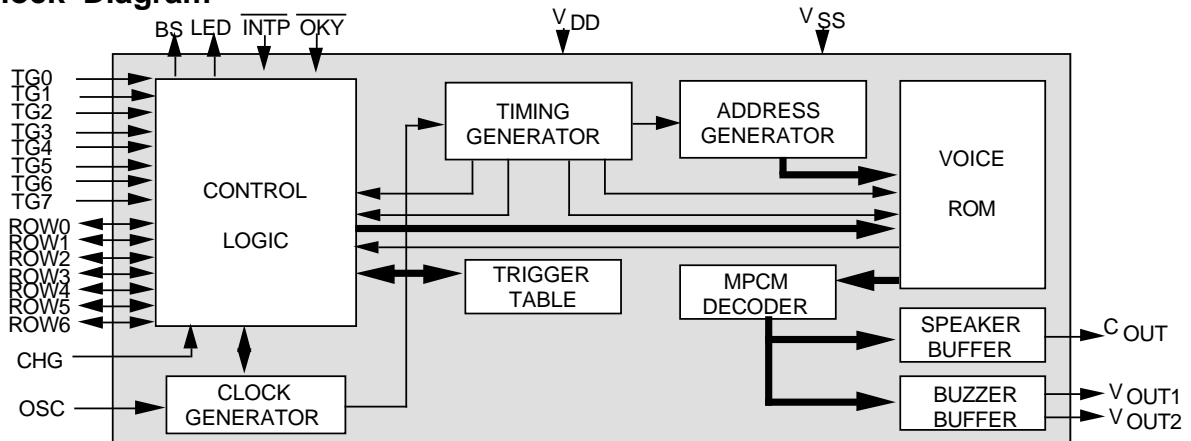 lock Diagram
BS LED INTP OKY
VDD
VSS
TG0
TG1
TG2
TG3
TG4
TG5
TG6
TG7
ROW0
ROW1
ROW2
ROW3
ROW4
ROW5
ROW6
CHG
OSC
CONTROL
LOGIC
TIMING
GENERATOR
ADDRESS
GENERATOR
VOICE
ROM
TRIGGER
TABLE
MPCM
DECODER
CLOCK
GENERATOR
SPEAKER
BUFFER
BUZZER
BUFFER
COUT
VOUT1
VOUT2